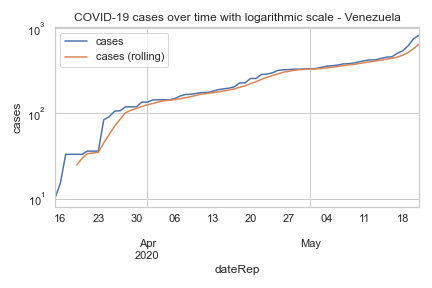 COVID-19 cases over time with logarithmic scale - Venezuela
10³
cases
cases (rolling)
10²
cases
10¹
16 23 30 06 13 20 27 04 11 18
Apr May
2020
dateRep